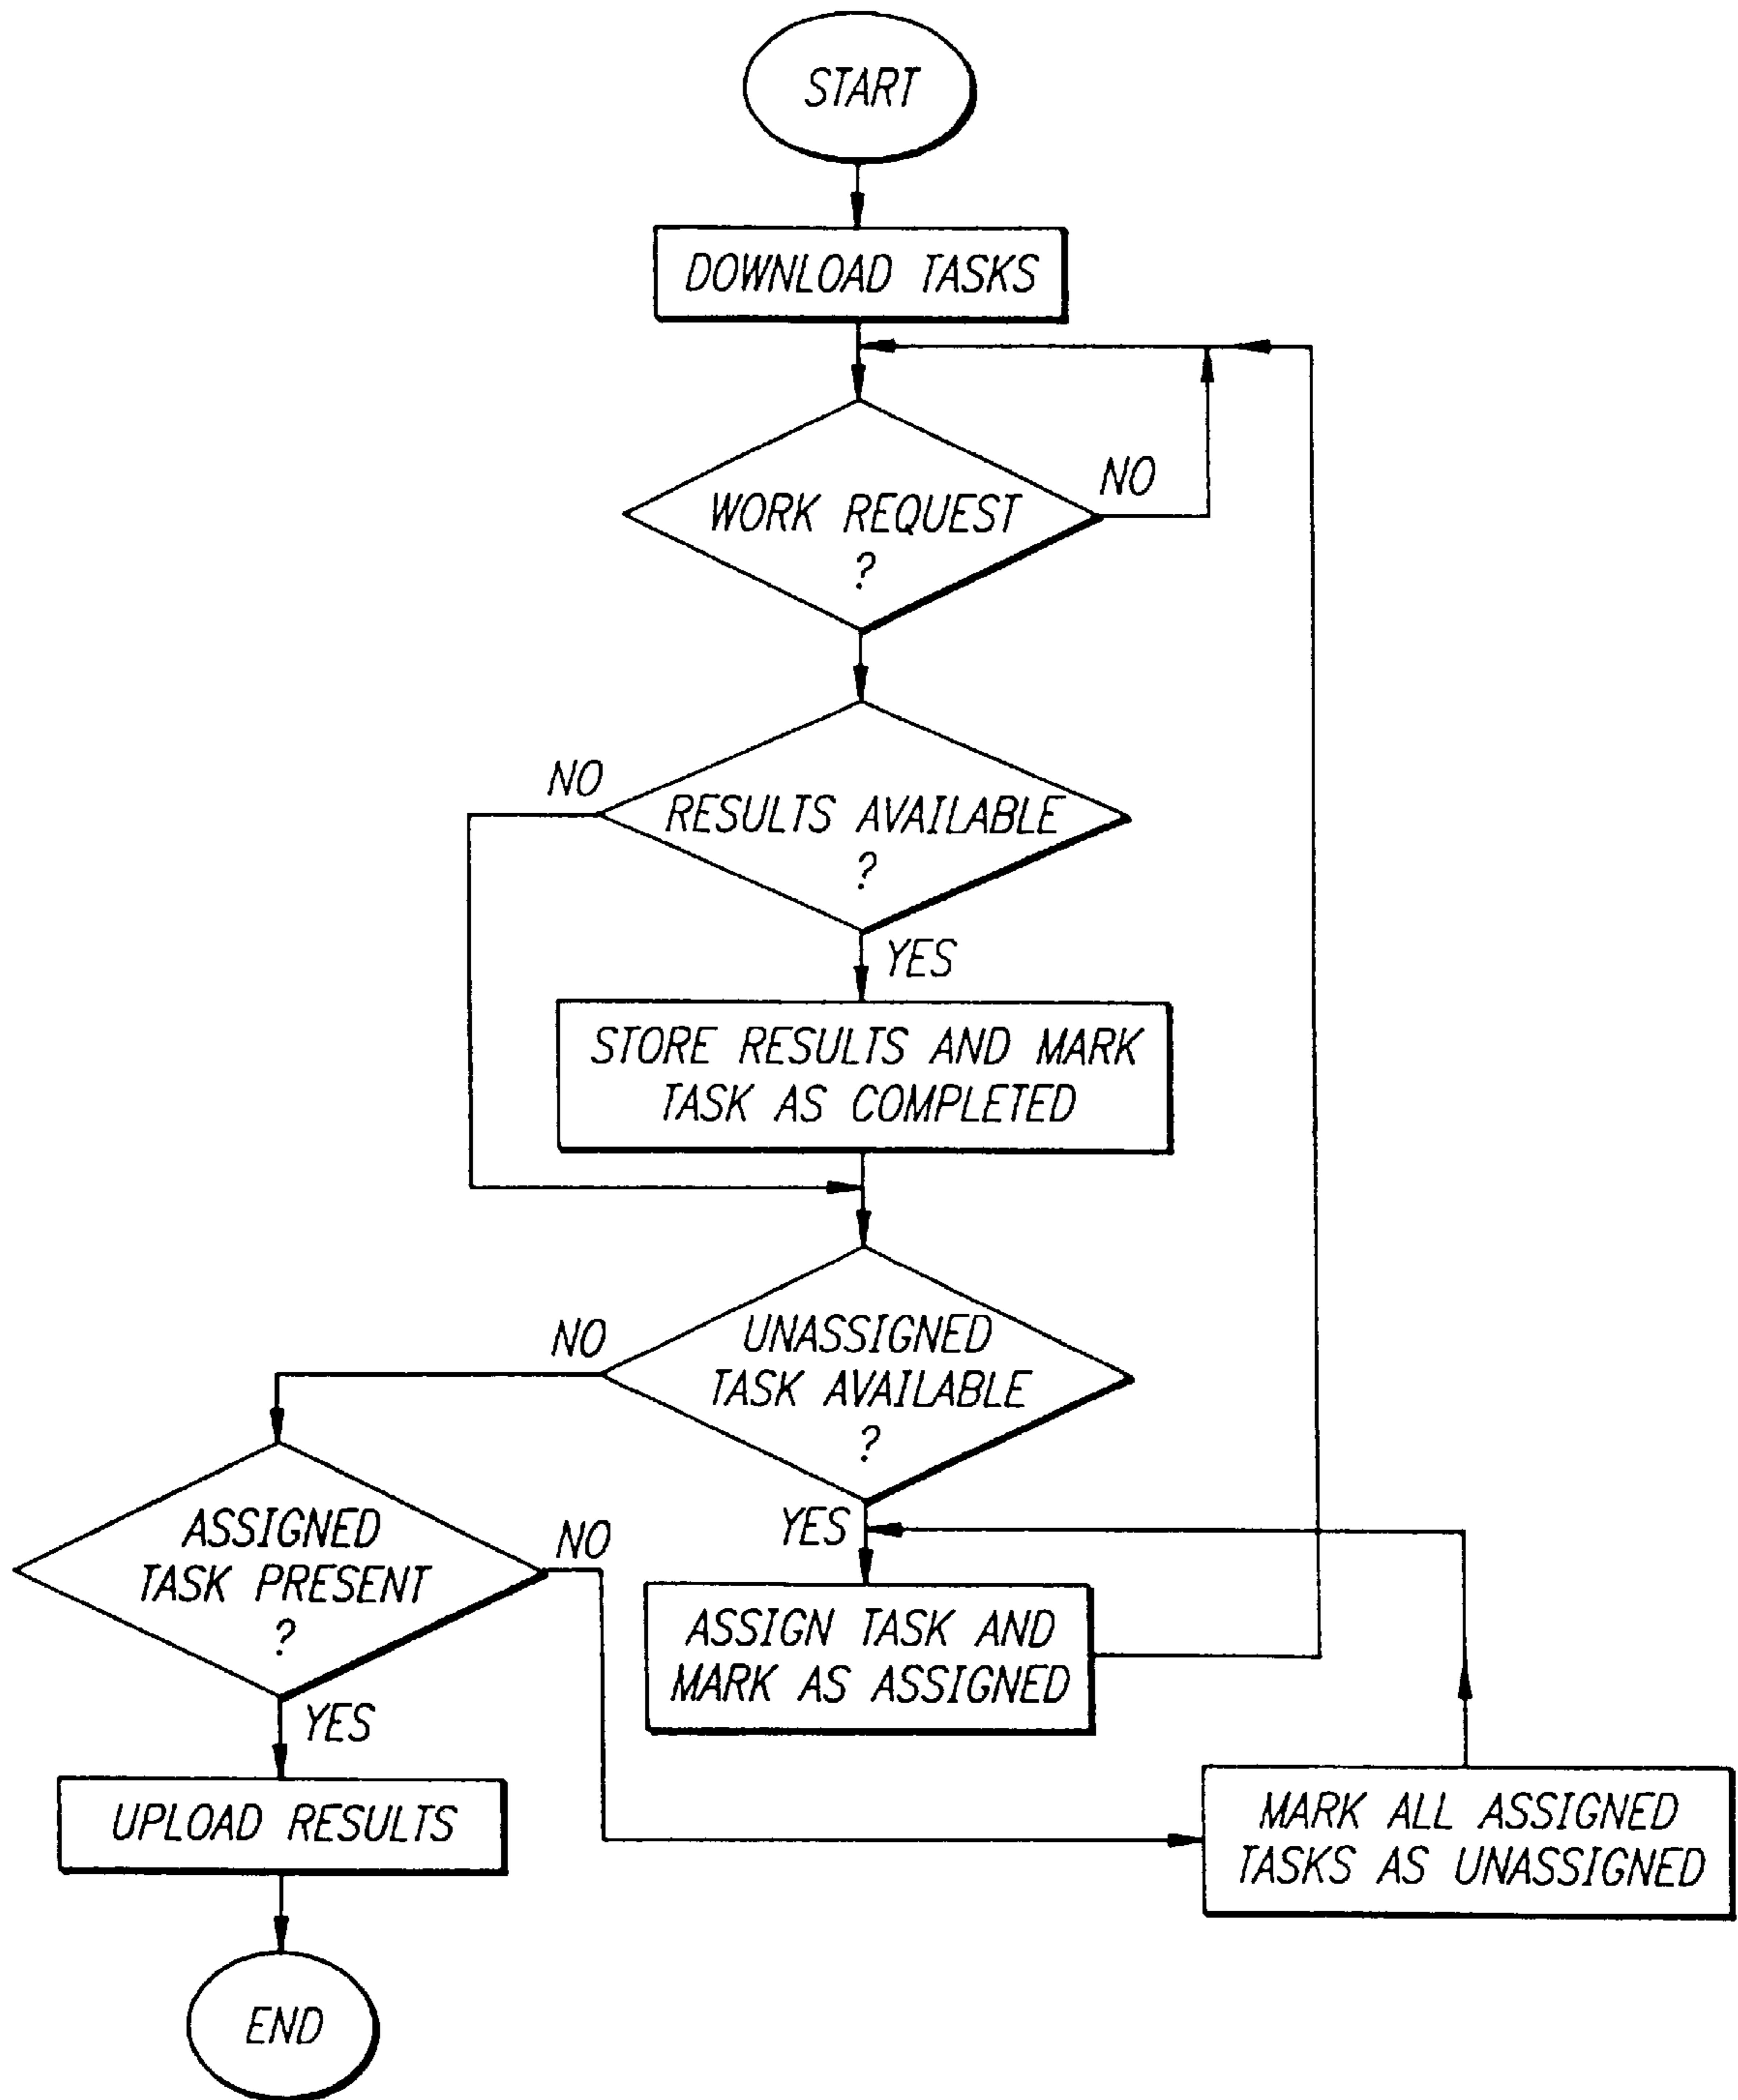 START
DOWNLOAD TASKS
WORK REQUEST
?
NO
RESULTS AVAILABLE
?
NO
YES
STORE RESULTS AND MARK
TASK AS COMPLETED
UNASSIGNED
TASK AVAILABLE
?
NO
YES
ASSIGNED
TASK PRESENT
?
NO
YES
ASSIGN TASK AND
MARK AS ASSIGNED
UPLOAD RESULTS
MARK ALL ASSIGNED
TASKS AS UNASSIGNED
END